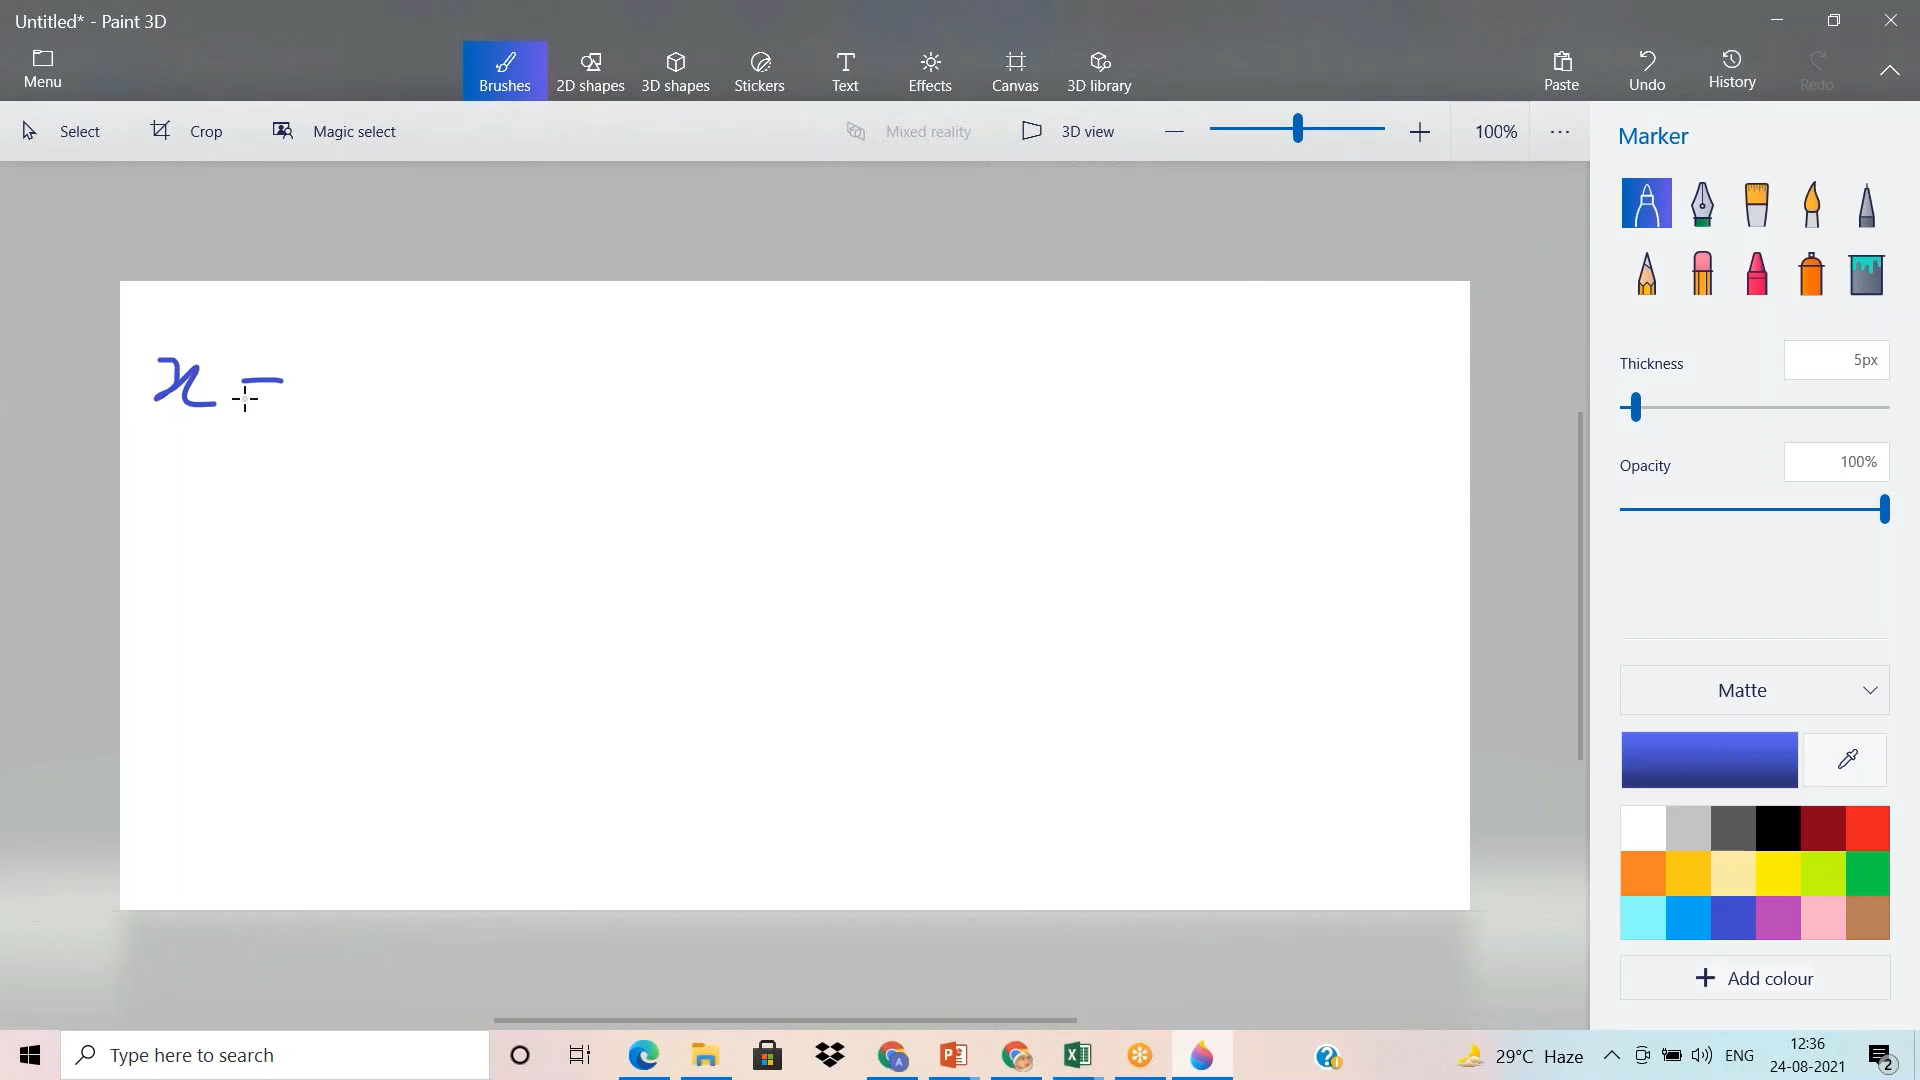 Untitled* - Paint 3D
Menu
Brushes
2D shapes
3D shapes
Stickers
Text
Effects
Canvas
3D library
Paste
Undo
History
Redo
Select
Crop
Magic select
Mixed reality
3D view
100%
Marker
Thickness
5px
Opacity
100%
Matte
Add colour
x -
Type here to search
29°C Haze
ENG
12:36
24-08-2021
2